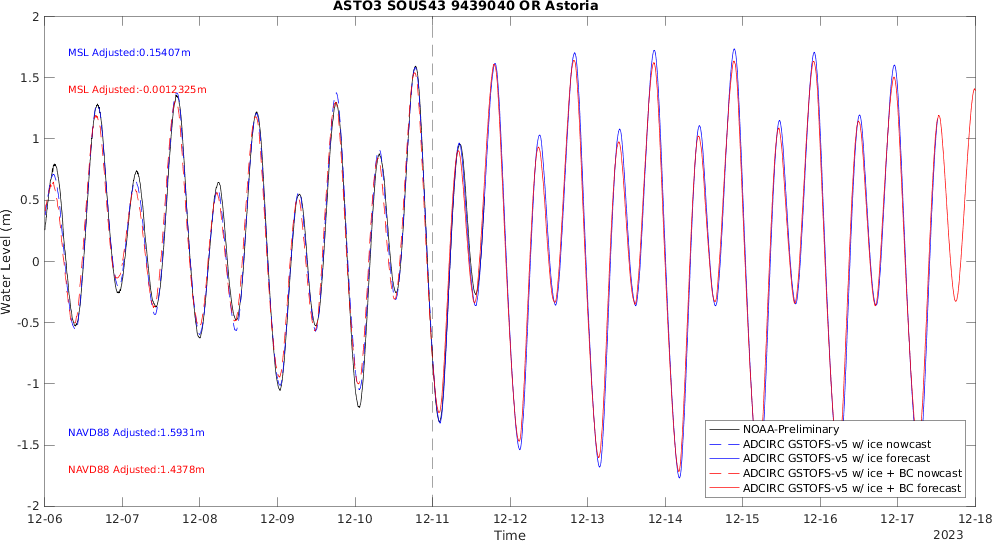 ASTO3 SOUS43 9439040 OR Astoria
2
1.5
1
0.5
0
-0.5
-1
-1.5
-2
Water Level (m)
MSL Adjusted:0.15407m
MSL Adjusted:-0.0012325m
NAVD88 Adjusted:1.5931m
NAVD88 Adjusted:1.4378m
NOAA-Preliminary
ADCIRC GSTOFS-v5 w/ ice nowcast
ADCIRC GSTOFS-v5 w/ ice forecast
ADCIRC GSTOFS-v5 w/ ice + BC nowcast
ADCIRC GSTOFS-v5 w/ ice + BC forecast
12-06 12-07 12-08 12-09 12-10 12-11 12-12 12-13 12-14 12-15 12-16 12-17 12-18
Time
2023